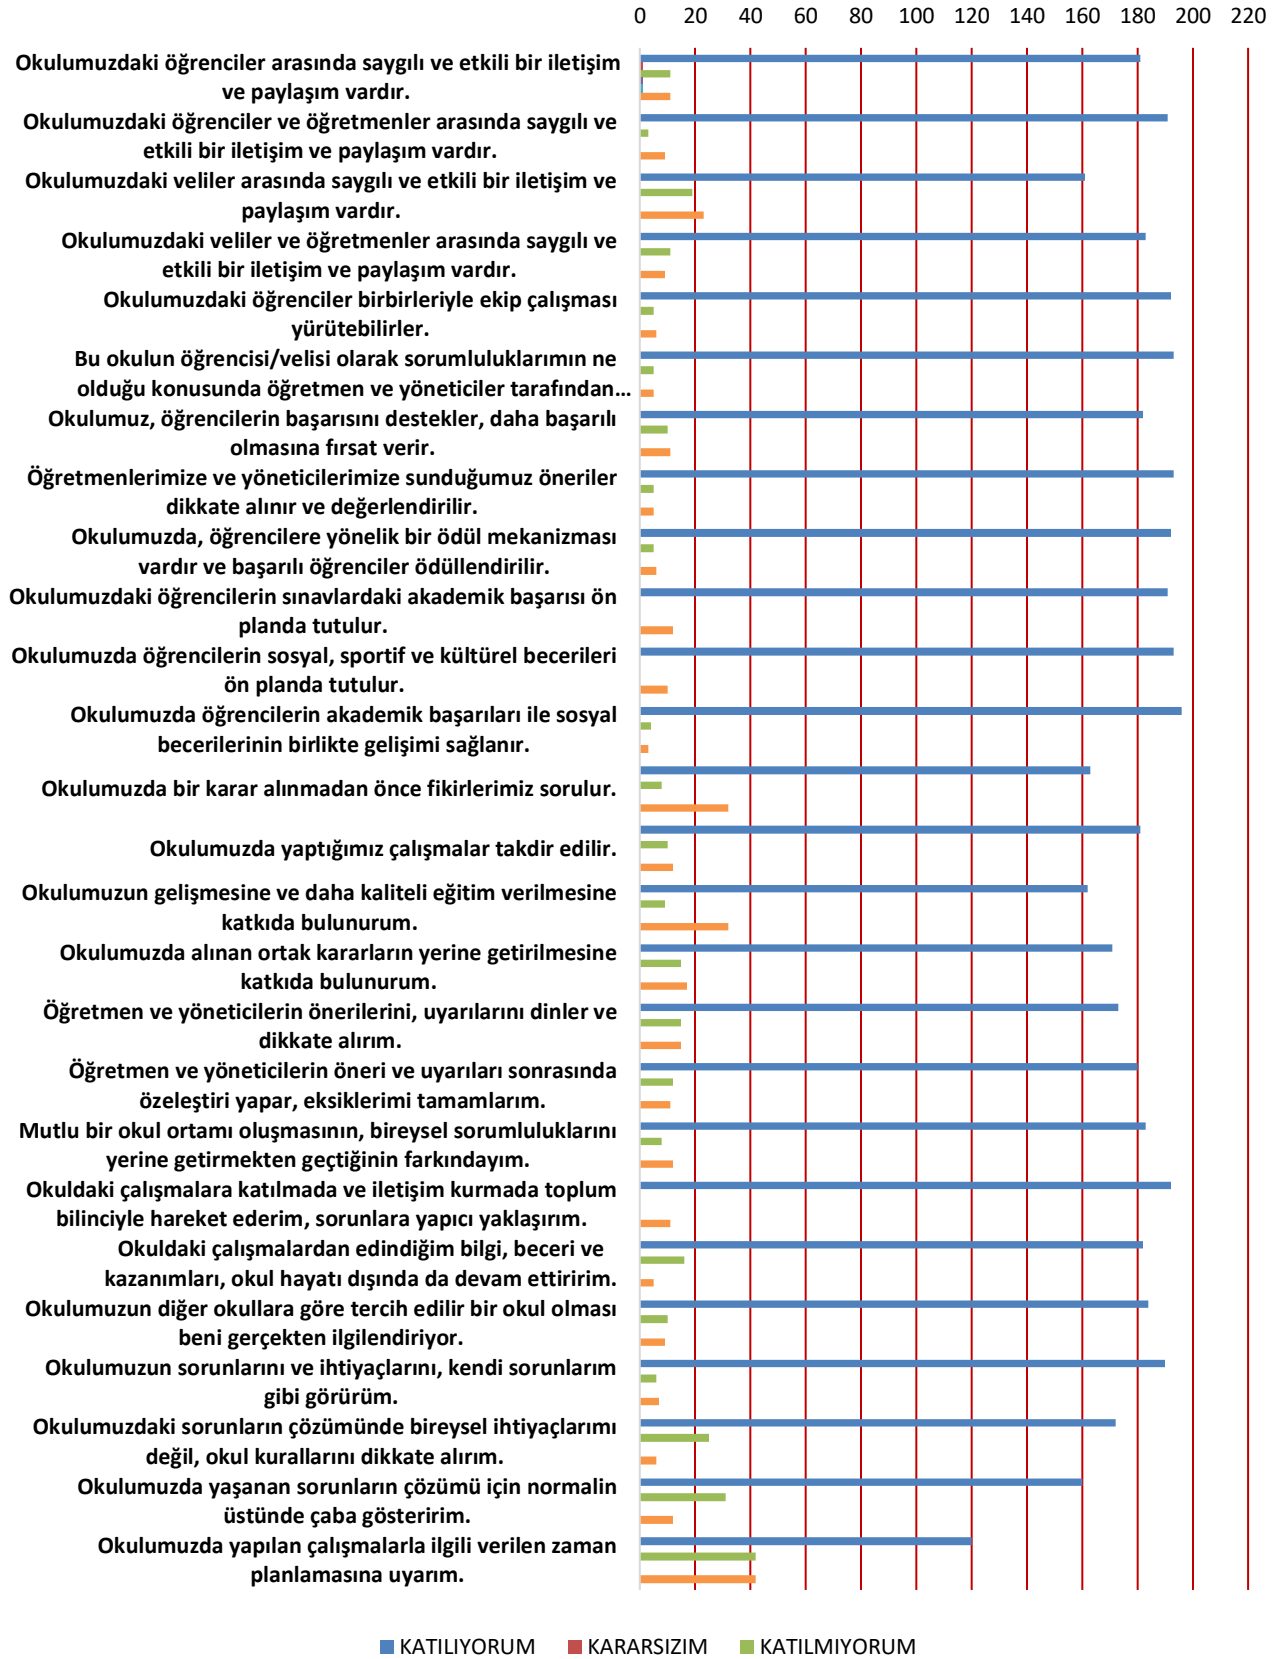 0 20 40 60 80 100 120 140 160 180 200 220
Okulumuzdaki öğrenciler arasında saygılı ve etkili bir iletişim
ve paylaşım vardır.
Okulumuzdaki öğrenciler ve öğretmenler arasında saygılı ve
etkili bir iletişim ve paylaşım vardır.
Okulumuzdaki veliler arasında saygılı ve etkili bir iletişim ve
paylaşım vardır.
Okulumuzdaki veliler ve öğretmenler arasında saygılı ve
etkili bir iletişim ve paylaşım vardır.
Okulumuzdaki öğrenciler birbirleriyle ekip çalışması
yürütebilirler.
Bu okulun öğrencisi/velisi olarak sorumluluklarımın ne
olduğu konusunda öğretmen ve yöneticiler tarafından…
Okulumuz, öğrencilerin başarısını destekler, daha başarılı
olmasına fırsat verir.
Öğretmenlerimize ve yöneticilerimize sunduğumuz öneriler
dikkate alınır ve değerlendirilir.
Okulumuzda, öğrencilere yönelik bir ödül mekanizması
vardır ve başarılı öğrenciler ödüllendirilir.
Okulumuzdaki öğrencilerin sınavlardaki akademik başarısı ön
planda tutulur.
Okulumuzda öğrencilerin sosyal, sportif ve kültürel becerileri
ön planda tutulur.
Okulumuzda öğrencilerin akademik başarıları ile sosyal
becerilerinin birlikte gelişimi sağlanır.
Okulumuzda bir karar alınmadan önce fikirlerimiz sorulur.
Okulumuzda yaptığımız çalışmalar takdir edilir.
Okulumuzun gelişmesine ve daha kaliteli eğitim verilmesine
katkıda bulunurum.
Okulumuzda alınan ortak kararların yerine getirilmesine
katkıda bulunurum.
Öğretmen ve yöneticilerin önerilerini, uyarılarını dinler ve
dikkate alırım.
Öğretmen ve yöneticilerin öneri ve uyarıları sonrasında
özeleştiri yapar, eksiklerimi tamamlarım.
Mutlu bir okul ortamı oluşmasının, bireysel sorumluluklarını
yerine getirmekten geçtiğinin farkındayım.
Okuldaki çalışmalara katılmada ve iletişim kurmada toplum
bilinciyle hareket ederim, sorunlara yapıcı yaklaşırım.
Okuldaki çalışmalardan edindiğim bilgi, beceri ve
kazanımları, okul hayatı dışında da devam ettiririm.
Okulumuzun diğer okullara göre tercih edilir bir okul olması
beni gerçekten ilgilendiriyor.
Okulumuzun sorunlarını ve ihtiyaçlarını, kendi sorunlarım
gibi görürüm.
Okulumuzdaki sorunların çözümünde bireysel ihtiyaçlarımı
değil, okul kurallarını dikkate alırım.
Okulumuzda yaşanan sorunların çözümü için normalin
üstünde çaba gösteririm.
Okulumuzda yapılan çalışmalarla ilgili verilen zaman
planlamasına uyarım.
KATILIYORUM KARARSIZIM KATILMIYORUM